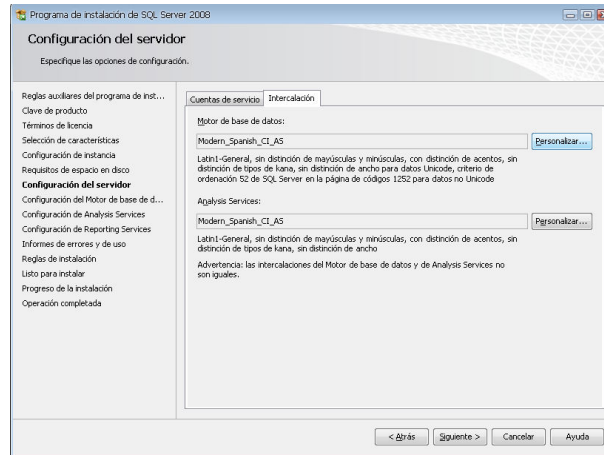 Programa de instalación de SQL Server 2008
Configuración del servidor
Especifique las opciones de configuración.
Reglas auxiliares del programa de inst...
Clave de producto
Términos de licencia
Selección de características
Configuración de instancia
Requisitos de espacio en disco
Configuración del servidor
Configuración del Motor de base de d...
Configuración de Analysis Services
Configuración de Reporting Services
Informes de errores y de uso
Reglas de instalación
Listo para instalar
Progreso de la instalación
Operación completada
Cuentas de servicio Intercalación
Motor de base de datos:
Modern_Spanish_CI_AS Personalizar...
Latin1-General, sin distinción de mayúsculas y minúsculas, con distinción de acentos, sin
distinción de tipos de kana, sin distinción de ancho para datos Unicode, criterio de
ordenación 52 de SQL Server en la página de códigos 1252 para datos no Unicode
Analysis Services:
Modern_Spanish_CI_AS Personalizar...
Latin1-General, sin distinción de mayúsculas y minúsculas, con distinción de acentos, sin
distinción de tipos de kana, sin distinción de ancho
Advertencia: las intercalaciones del Motor de base de datos y de Analysis Services no
son iguales.
< Atrás Siguiente > Cancelar Ayuda